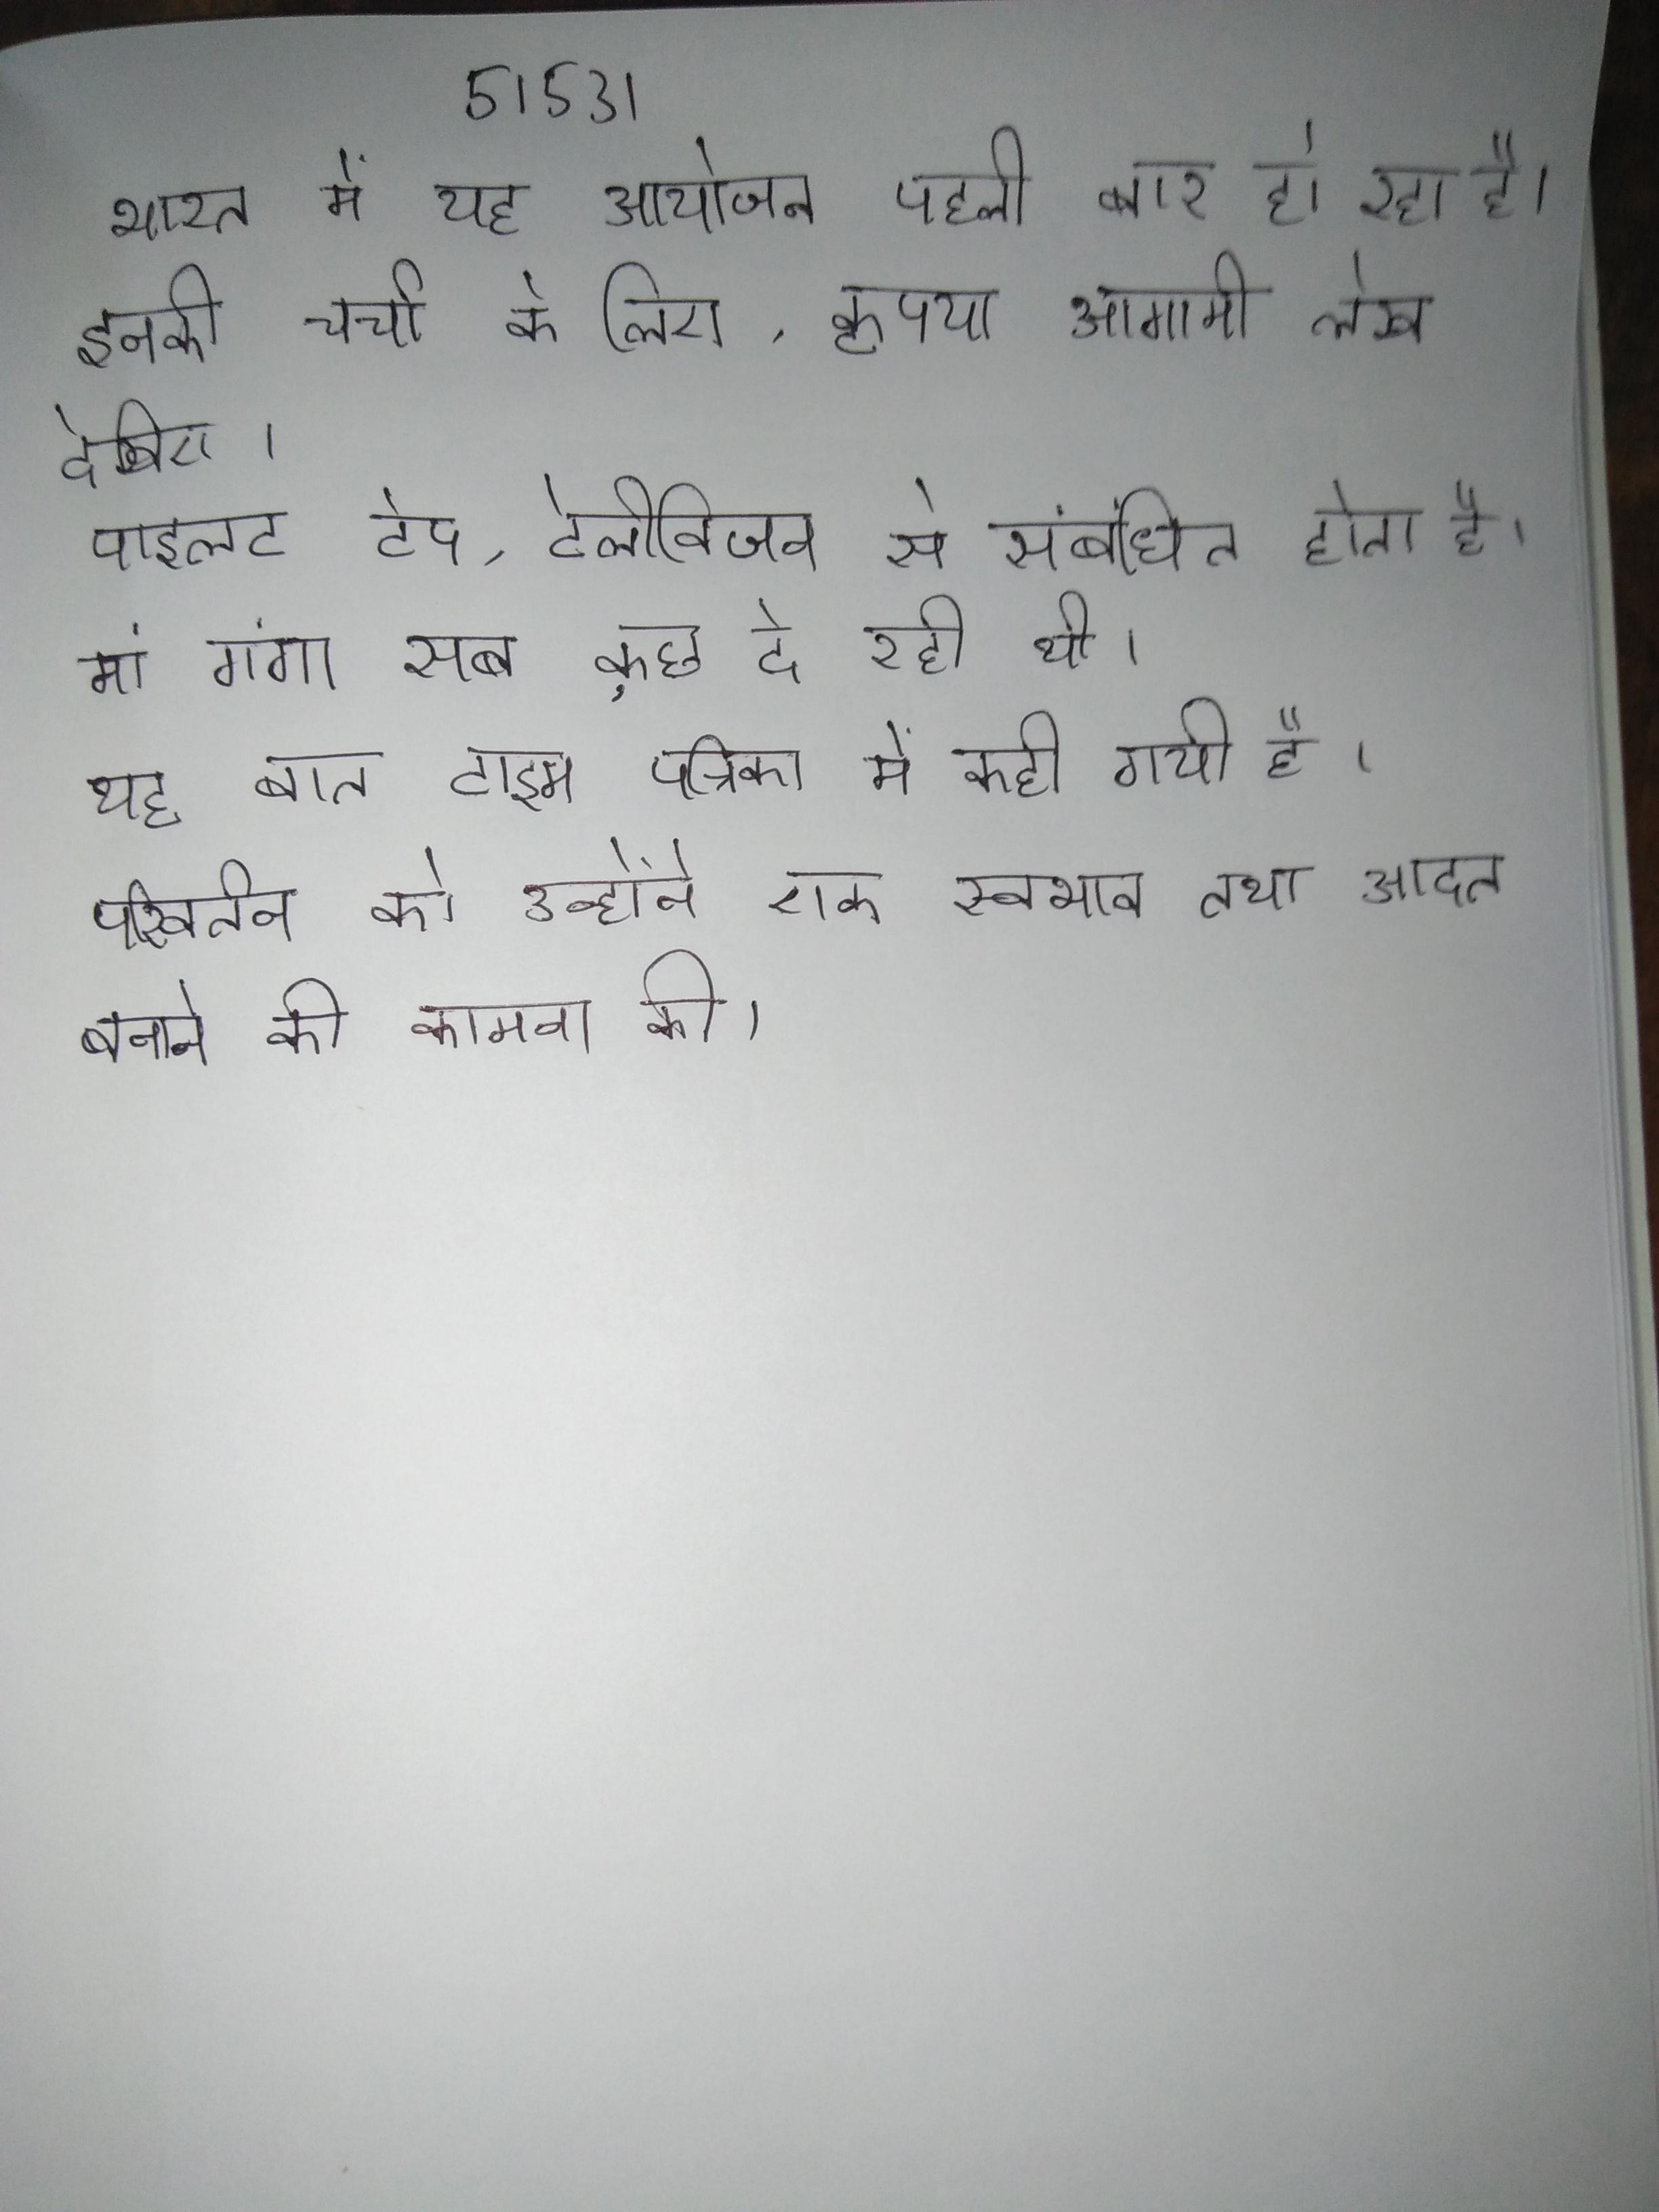 51531
भारत में यह आयोजन पहली बार हो रहा है।
इनकी चर्चा के लिए, कृपया आगामी लेख
देखिए।
पाइलट टेप, टेलीविजन से संबंधित होता है।
मां गंगा सब कुछ दे रही थी।
यह बात टाइम पत्रिका में कही गयी है।
परिवर्तन को उन्होंने एक स्वभाव तथा आदत
बनाने की कामना की।